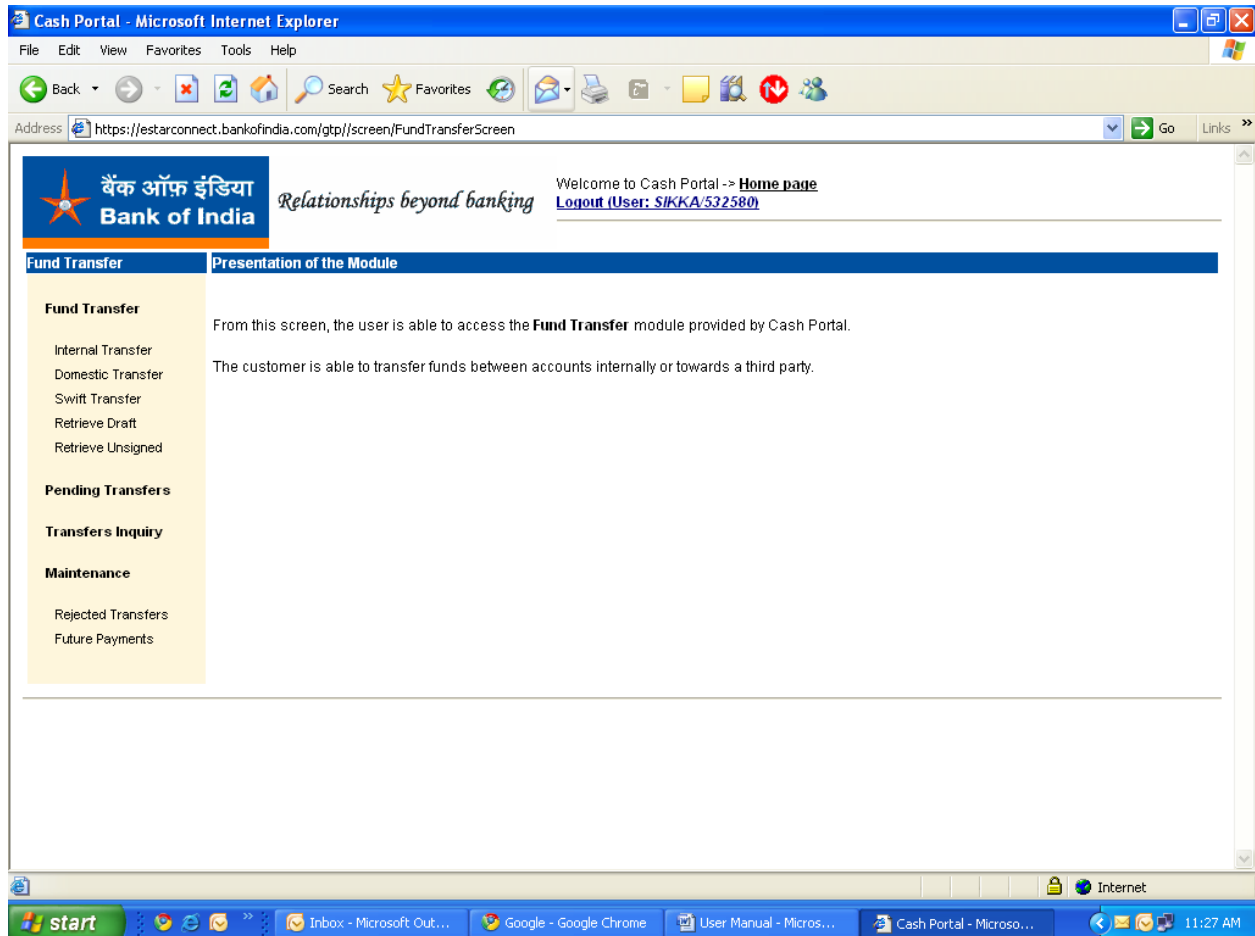 Cash Portal - Microsoft Internet Explorer
File Edit View Favorites Tools Help
Back Search Favorites
Address https://estarconnect.bankofindia.com/gtp//screen/FundTransferScreen Go Links »
बैंक ऑफ़ इंडिया
Bank of India
Relationships beyond banking
Welcome to Cash Portal -> Home page
Logout (User: SIKKA/532580)
Fund Transfer
Presentation of the Module
Fund Transfer
Internal Transfer
Domestic Transfer
Swift Transfer
Retrieve Draft
Retrieve Unsigned
Pending Transfers
Transfers Inquiry
Maintenance
Rejected Transfers
Future Payments
From this screen, the user is able to access the Fund Transfer module provided by Cash Portal.
The customer is able to transfer funds between accounts internally or towards a third party.
Internet
start » Inbox - Microsoft Out... Google - Google Chrome User Manual - Micros... Cash Portal - Microso... 11:27 AM